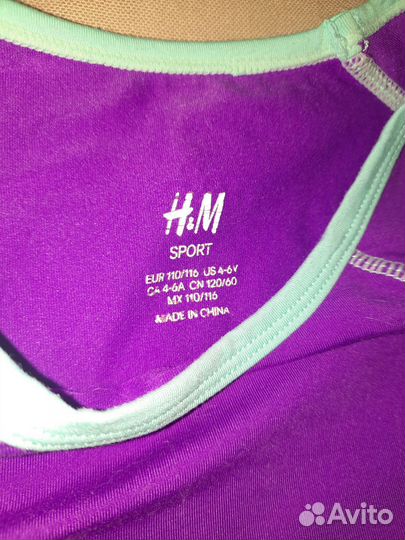 H&M
SPORT
EUR 110/116 US 4-6Y
CA 4-6A CN 120/60
MX 110/116
MADE IN CHINA
Avito